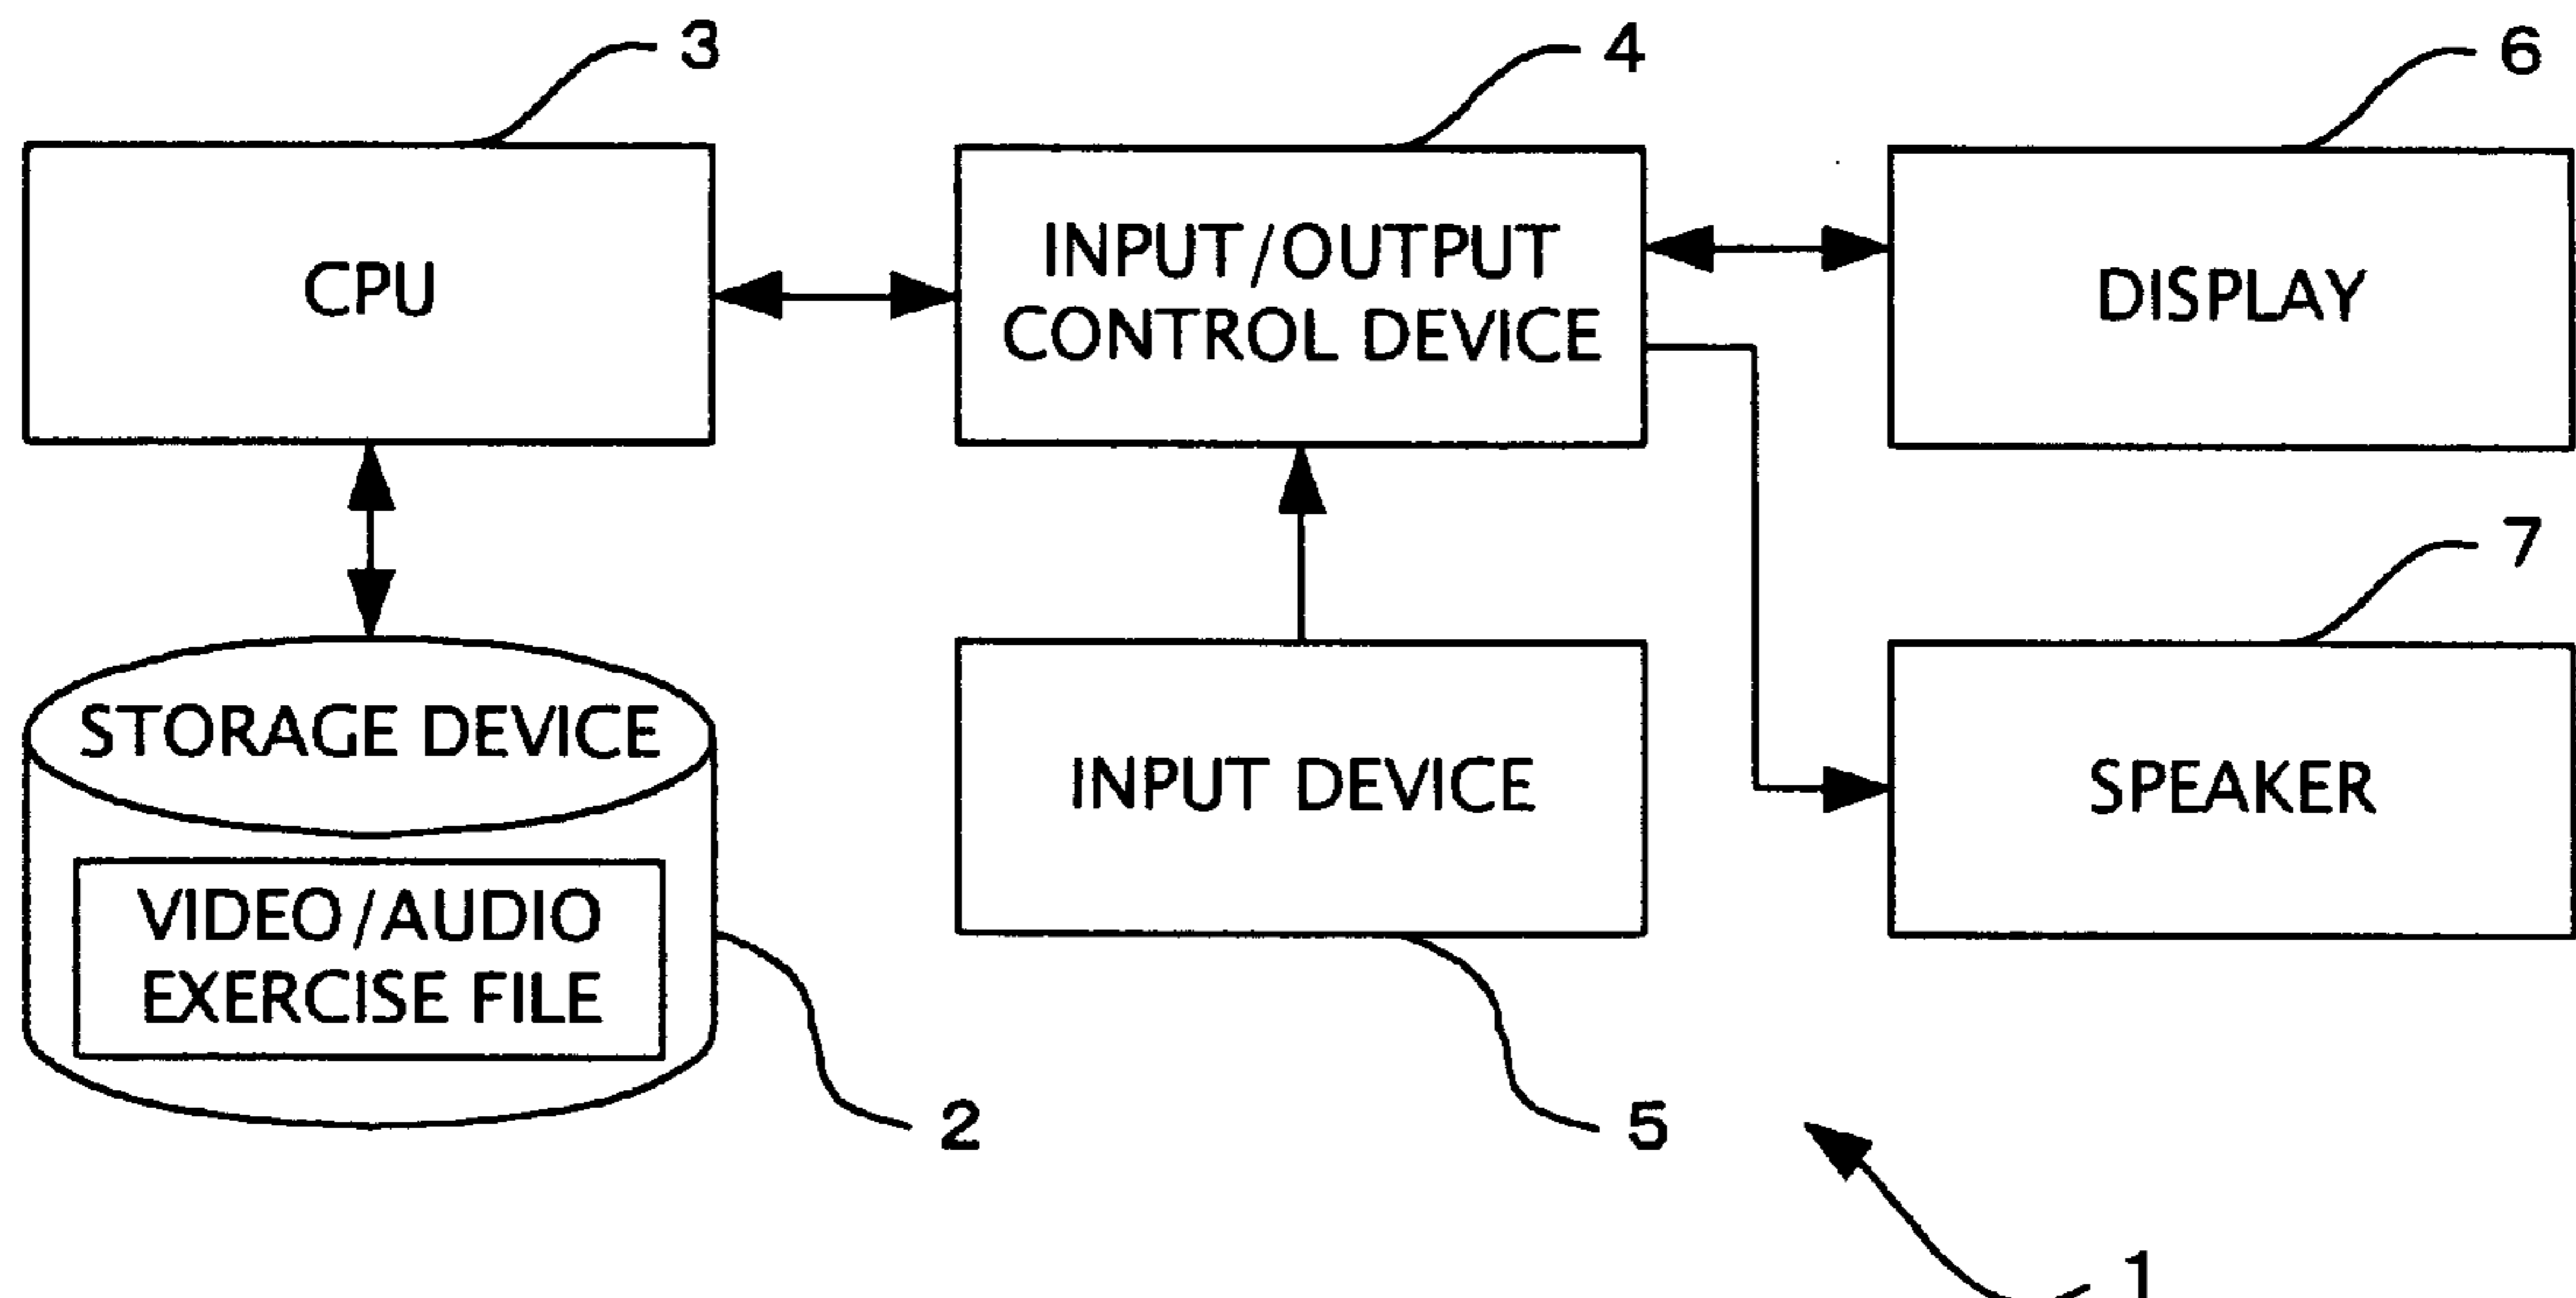 3
4
6
CPU
INPUT/OUTPUT
CONTROL DEVICE
DISPLAY
7
STORAGE DEVICE
INPUT DEVICE
SPEAKER
VIDEO/AUDIO
EXERCISE FILE
2
5
1